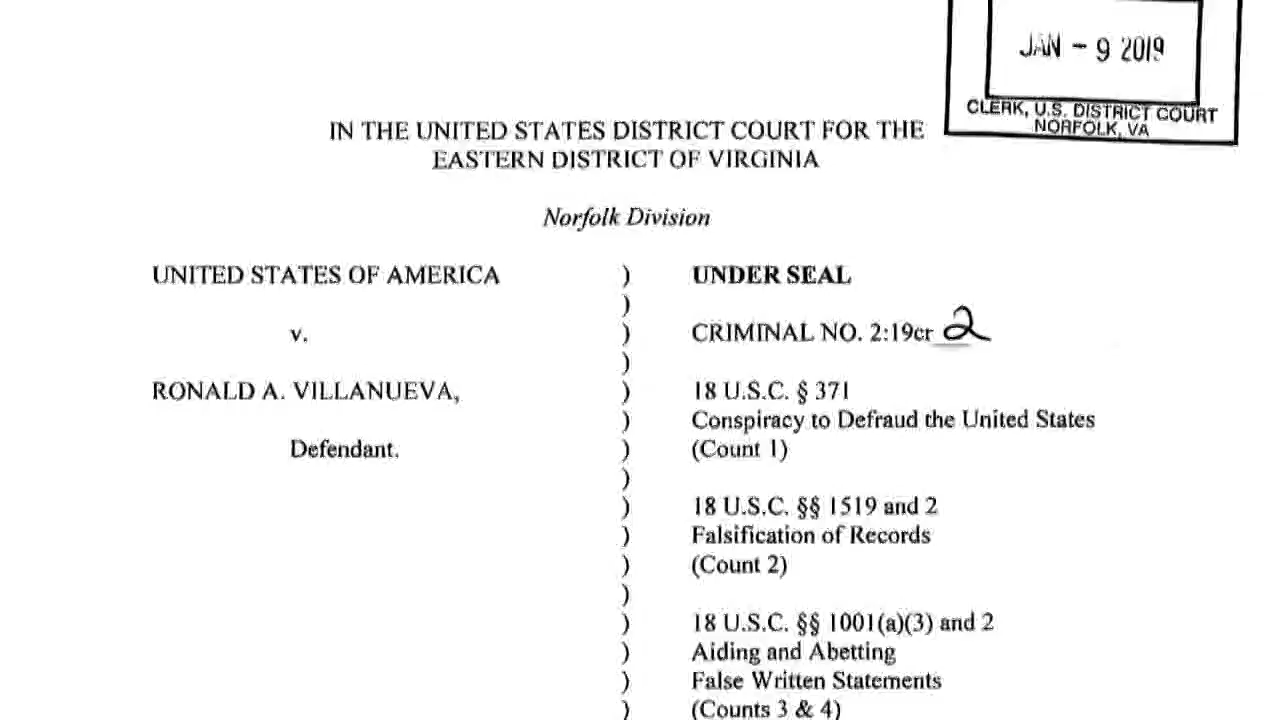 JAN - 9 2019
CLERK, U.S. DISTRICT COURT
NORFOLK, VA
IN THE UNITED STATES DISTRICT COURT FOR THE
EASTERN DISTRICT OF VIRGINIA
Norfolk Division
UNITED STATES OF AMERICA ) UNDER SEAL
)
v. ) CRIMINAL NO. 2:19cr 2
)
RONALD A. VILLANUEVA, ) 18 U.S.C. § 371
) Conspiracy to Defraud the United States
Defendant. ) (Count 1)
)
) 18 U.S.C. §§ 1519 and 2
) Falsification of Records
) (Count 2)
)
) 18 U.S.C. §§ 1001(a)(3) and 2
) Aiding and Abetting
) False Written Statements
) (Counts 3 & 4)